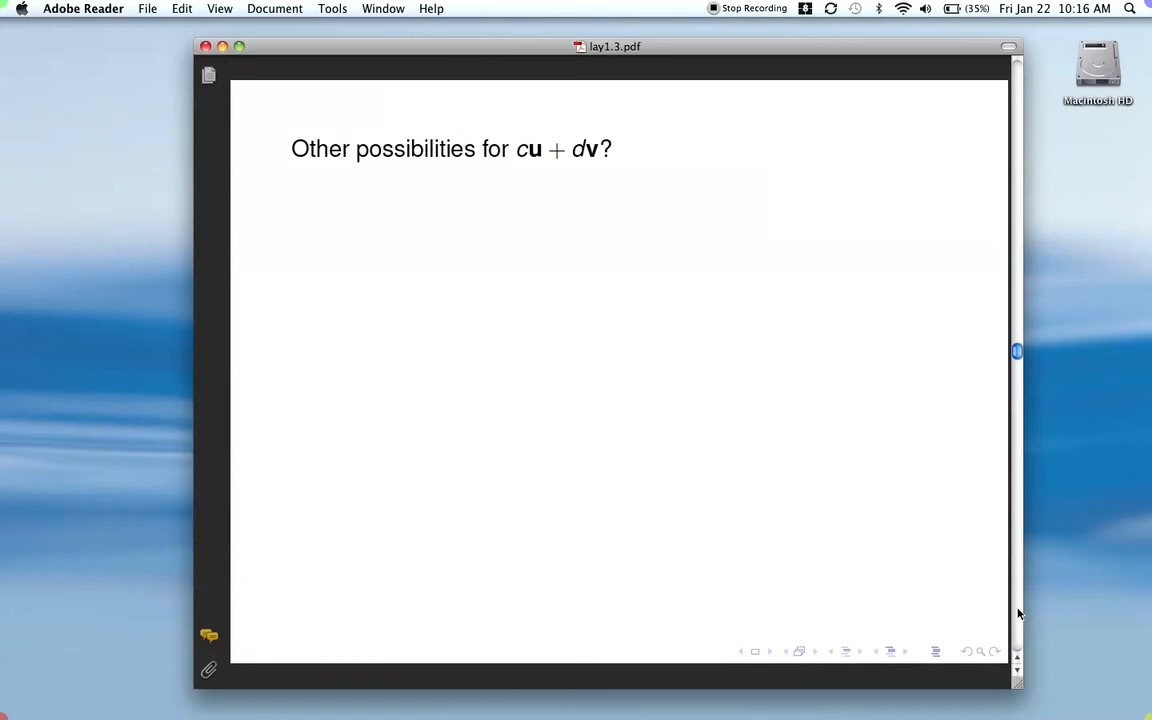 Adobe Reader File Edit View Document Tools Window Help Stop Recording (35%) Fri Jan 22 10:16 AM
lay1.3.pdf
Macintosh HD
Other possibilities for cu + dv?